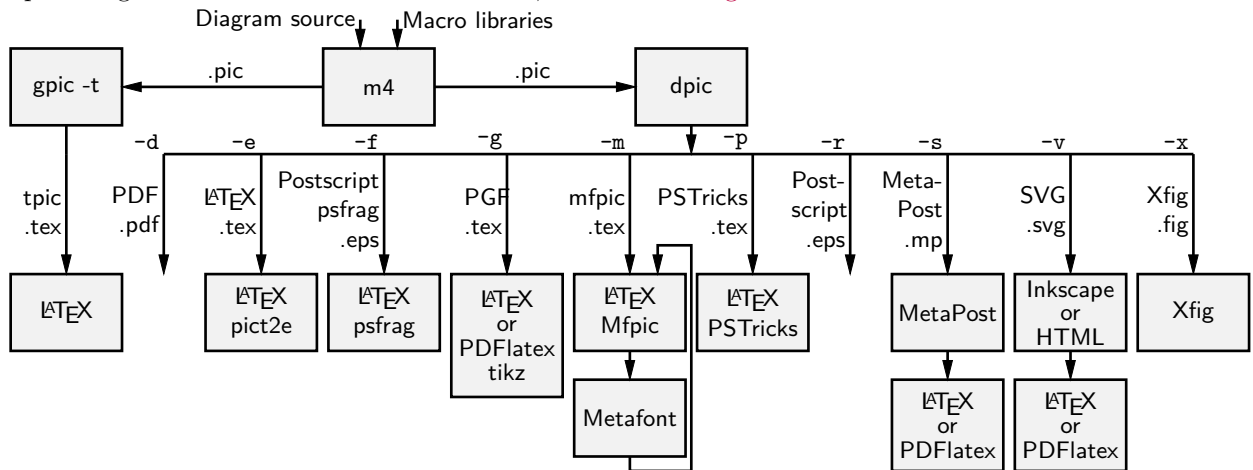 Diagram source
Macro libraries
gpic -t
.pic
m4
.pic
dpic
-d
-e
-f
-g
-m
-p
-r
-s
-v
-x
tpic
.tex
PDF
.pdf
LATEX
.tex
Postscript
psfrag
.eps
PGF
.tex
mfpic
.tex
PSTricks
.tex
Post-
script
.eps
Meta-
Post
.mp
SVG
.svg
Xfig
.fig
LATEX
LATEX
pict2e
LATEX
psfrag
LATEX
or
PDFlatex
tikz
LATEX
Mfpic
LATEX
PSTricks
MetaPost
Inkscape
or
HTML
Xfig
Metafont
LATEX
or
PDFlatex
LATEX
or
PDFlatex